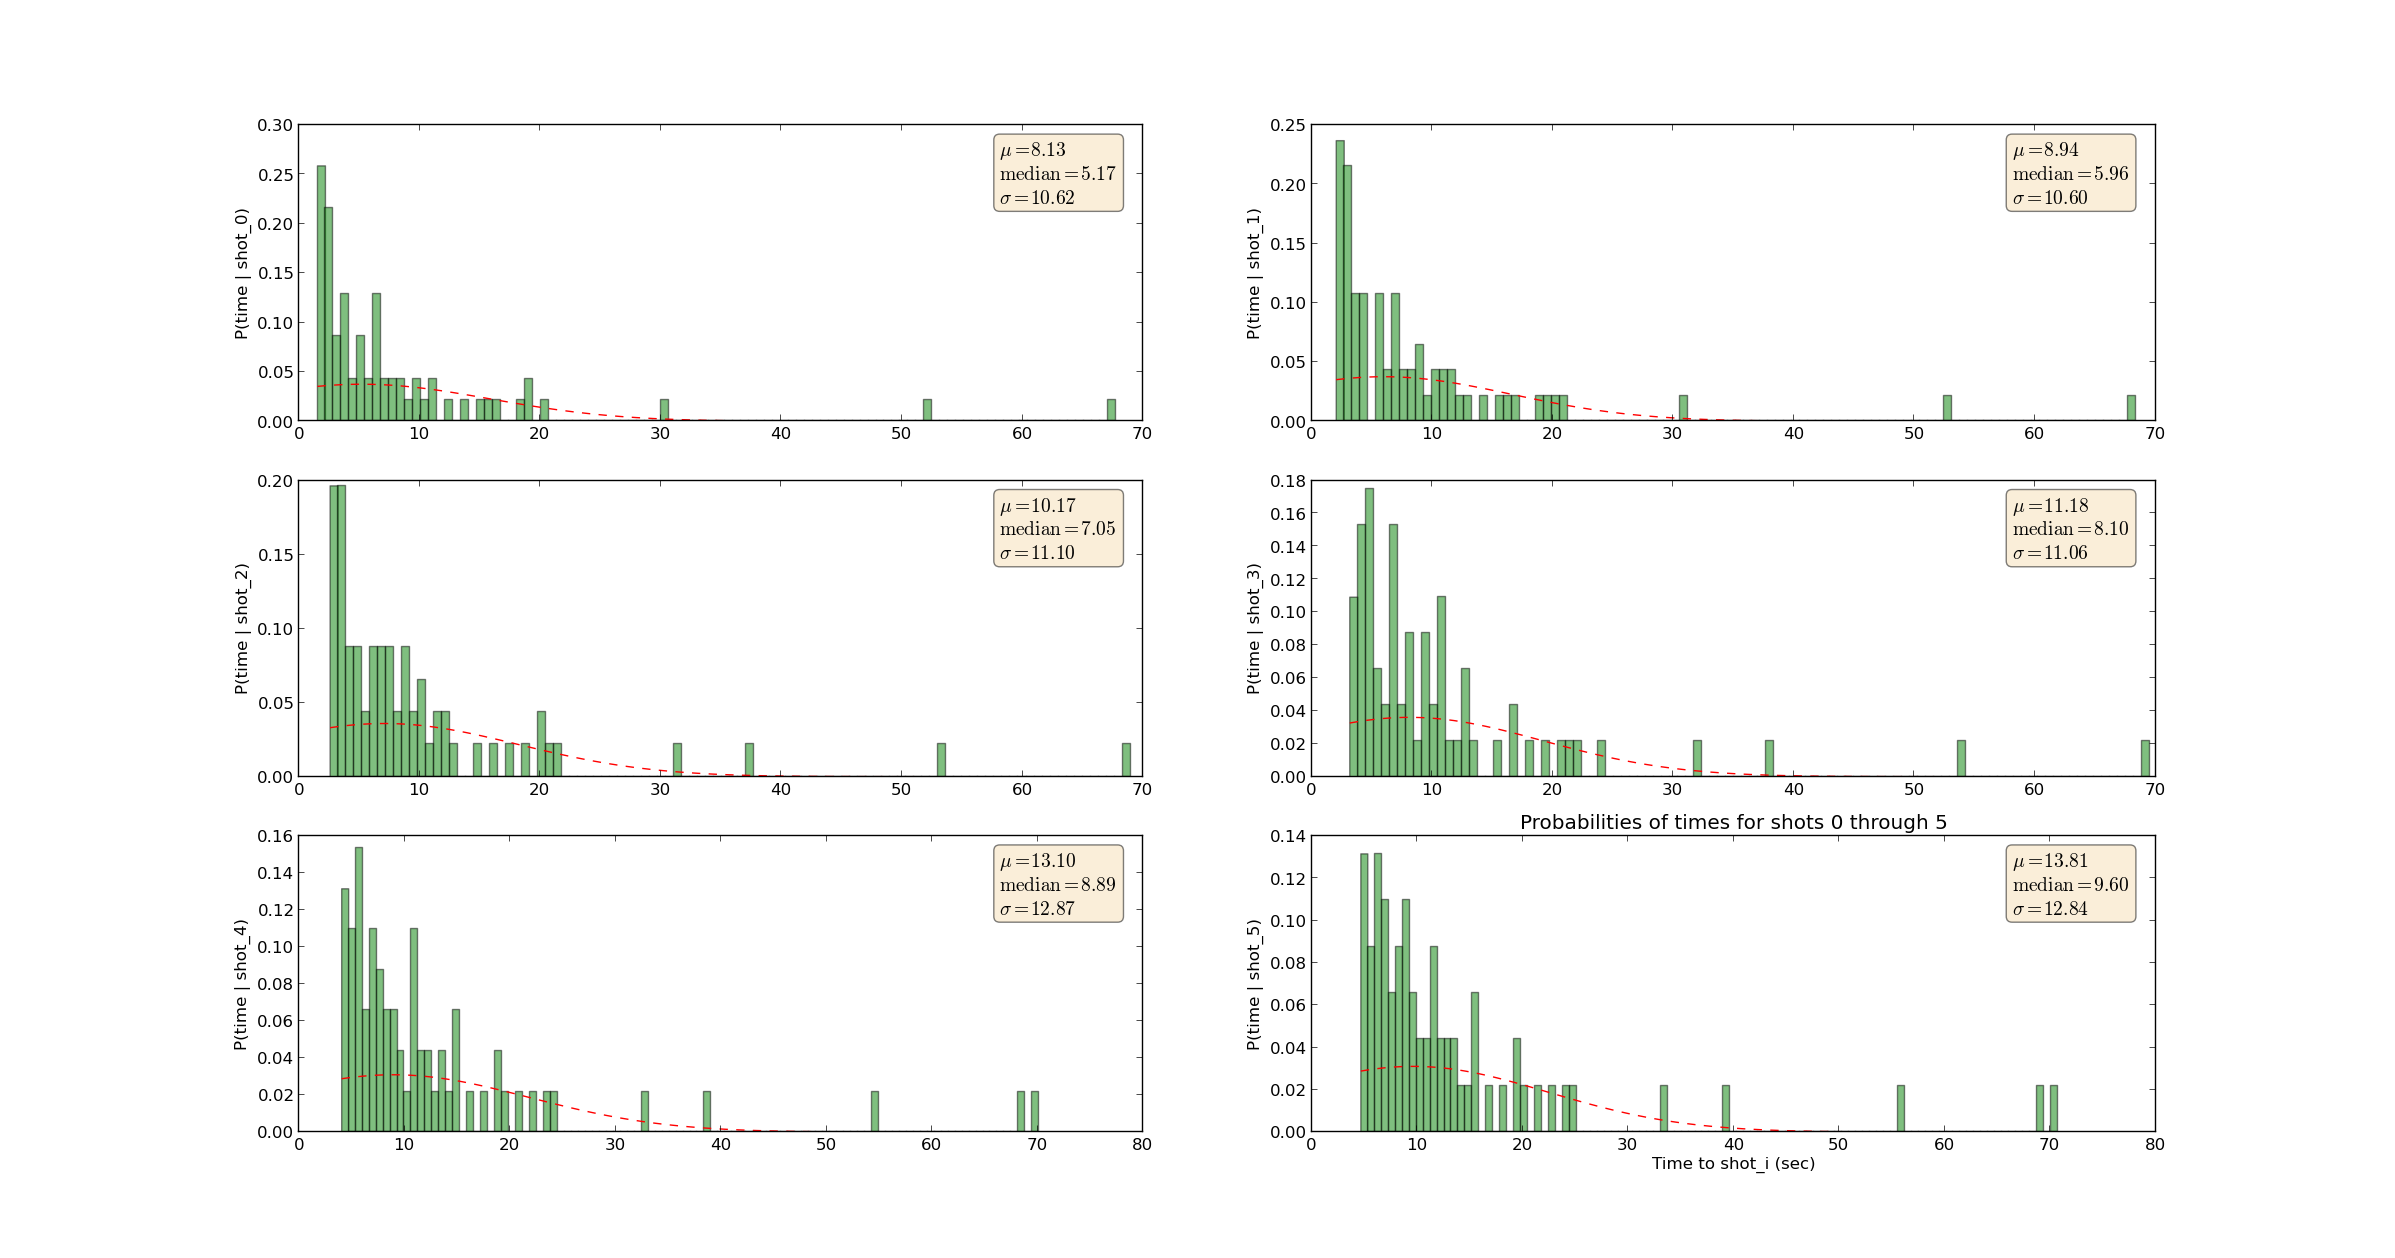 0.30
0.25
0.20
0.15
0.10
0.05
0.00
P(time | shot_0)
μ=8.13
median=5.17
σ=10.62
0 10 20 30 40 50 60 70
0.25
0.20
0.15
0.10
0.05
0.00
P(time | shot_1)
μ=8.94
median=5.96
σ=10.60
0 10 20 30 40 50 60 70
0.20
0.15
0.10
0.05
0.00
P(time | shot_2)
μ=10.17
median=7.05
σ=11.10
0 10 20 30 40 50 60 70
0.18
0.16
0.14
0.12
0.10
0.08
0.06
0.04
0.02
0.00
P(time | shot_3)
μ=11.18
median=8.10
σ=11.06
0 10 20 30 40 50 60 70
0.16
0.14
0.12
0.10
0.08
0.06
0.04
0.02
0.00
P(time | shot_4)
μ=13.10
median=8.89
σ=12.87
0 10 20 30 40 50 60 70 80
Probabilities of times for shots 0 through 5
0.14
0.12
0.10
0.08
0.06
0.04
0.02
0.00
P(time | shot_5)
μ=13.81
median=9.60
σ=12.84
0 10 20 30 40 50 60 70 80
Time to shot_i (sec)